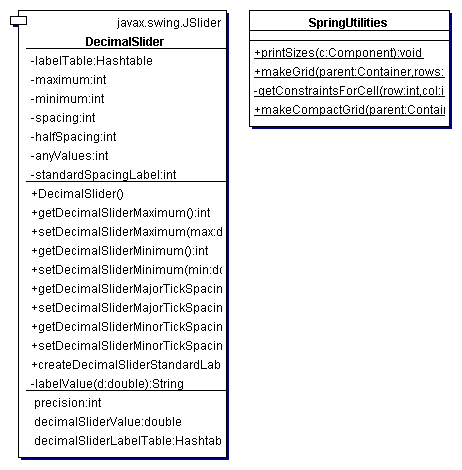 javax.swing.JSlider
DecimalSlider
-labelTable:Hashtable
-maximum:int
-minimum:int
-spacing:int
-halfSpacing:int
-anyValues:int
-standardSpacingLabel:int
+DecimalSlider()
+getDecimalSliderMaximum():int
+setDecimalSliderMaximum(max:d
+getDecimalSliderMinimum():int
+setDecimalSliderMinimum(min:dc
+getDecimalSliderMajorTickSpacin
+setDecimalSliderMajorTickSpacin
+getDecimalSliderMinorTickSpacin
+setDecimalSliderMinorTickSpacin
+createDecimalSliderStandardLab
-labelValue(d:double):String
precision:int
decimalSliderValue:double
decimalSliderLabelTable:Hashtab
SpringUtilities
+printSizes(c:Component):void
+makeGrid(parent:Container,rows:
-getConstraintsForCell(row:int,col:i
+makeCompactGrid(parent:Contain